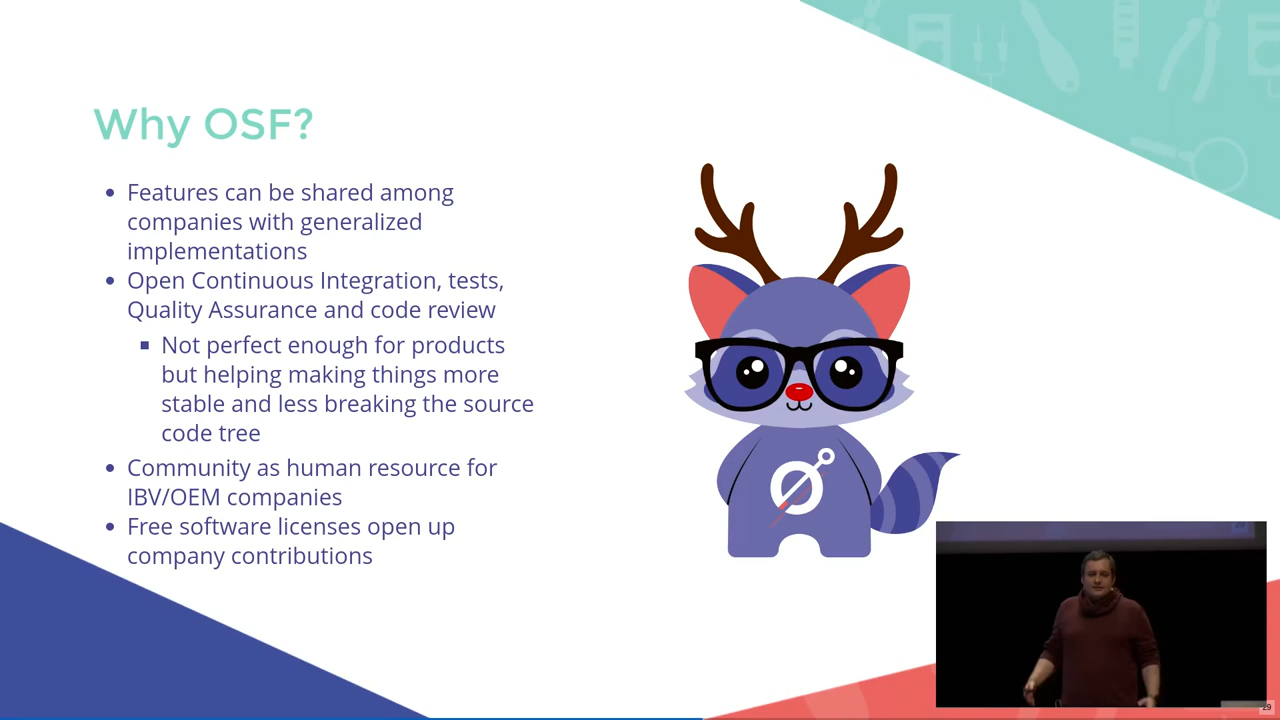 Why OSF?
• Features can be shared among
companies with generalized
implementations
• Open Continuous Integration, tests,
Quality Assurance and code review
▪ Not perfect enough for products
but helping making things more
stable and less breaking the source
code tree
• Community as human resource for
IBV/OEM companies
• Free software licenses open up
company contributions
29